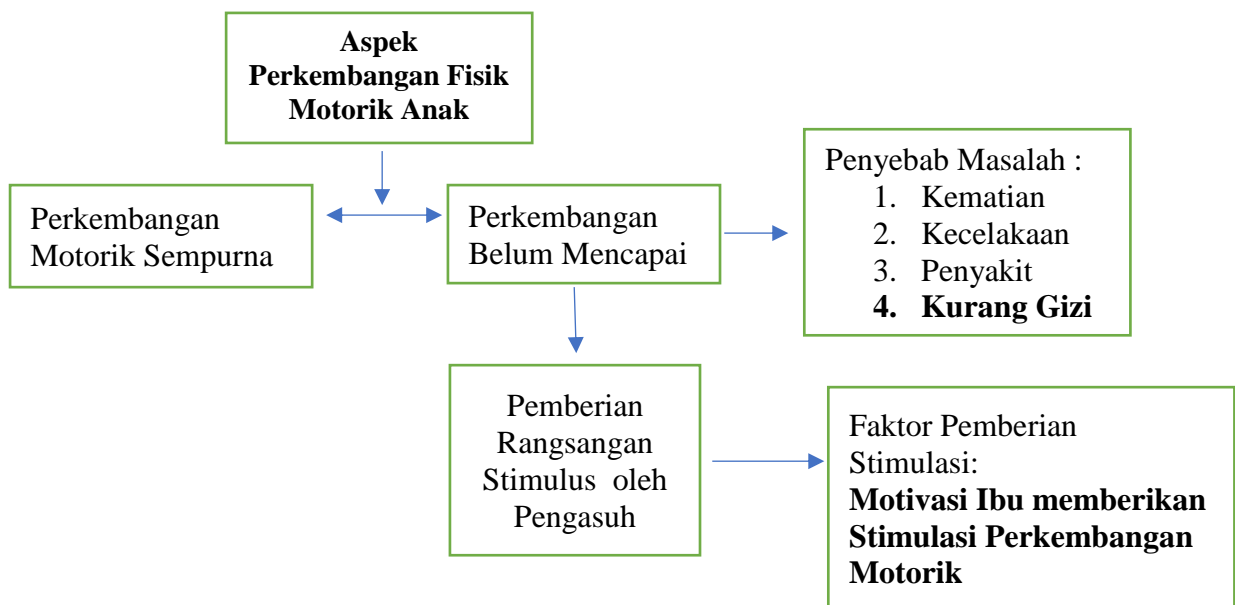 Aspek
Perkembangan Fisik
Motorik Anak
Perkembangan
Motorik Sempurna
Perkembangan
Belum Mencapai
Penyebab Masalah :
1. Kematian
2. Kecelakaan
3. Penyakit
4. Kurang Gizi
Pemberian
Rangsangan
Stimulus oleh
Pengasuh
Faktor Pemberian
Stimulasi:
Motivasi Ibu memberikan
Stimulasi Perkembangan
Motorik